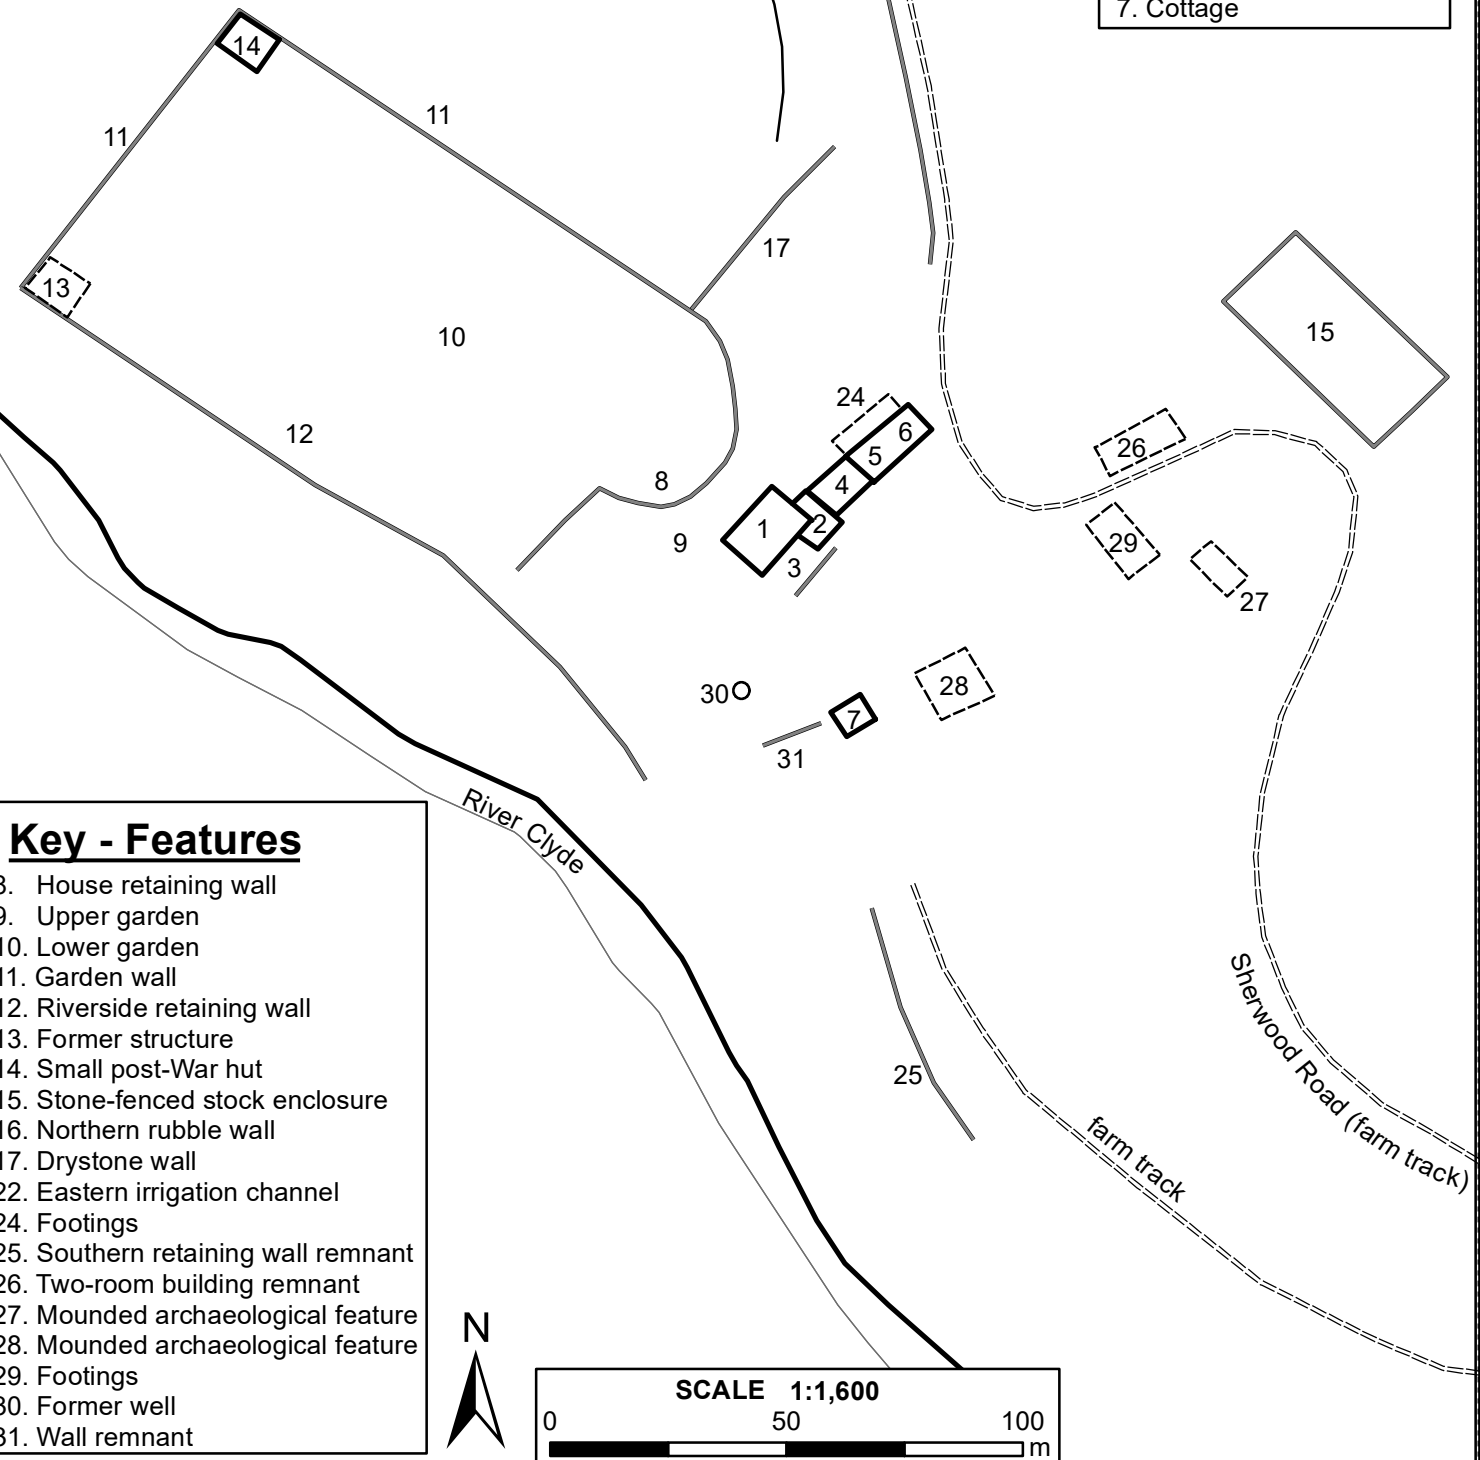 7. Cottage
14
11
11
17
13
10
15
24
12
6
26
5
8
4
2
1
29
9
3
27
28
30
7
31
River Clyde
Key - Features
8. House retaining wall
9. Upper garden
10. Lower garden
11. Garden wall
12. Riverside retaining wall
13. Former structure
14. Small post-War hut
15. Stone-fenced stock enclosure
16. Northern rubble wall
17. Drystone wall
22. Eastern irrigation channel
24. Footings
25. Southern retaining wall remnant
26. Two-room building remnant
27. Mounded archaeological feature
28. Mounded archaeological feature
29. Footings
30. Former well
31. Wall remnant
25
Sherwood Road (farm track)
farm track
N
SCALE 1:1,600
0 50 100
m